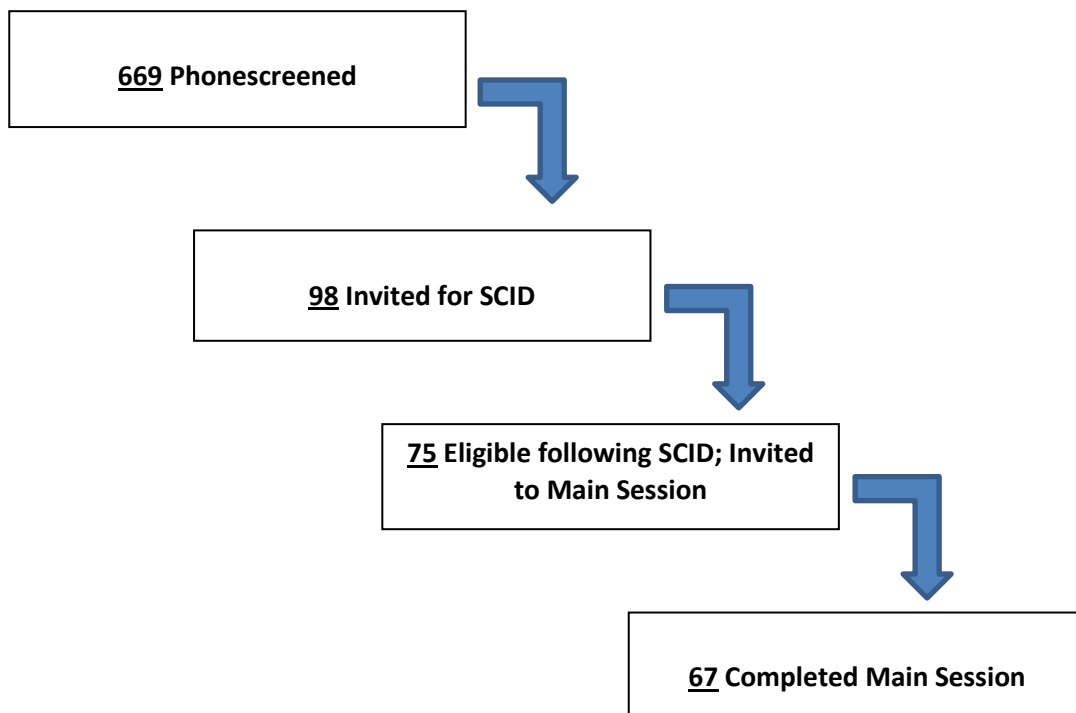 669 Phonescreened
98 Invited for SCID
75 Eligible following SCID; Invited
to Main Session
67 Completed Main Session